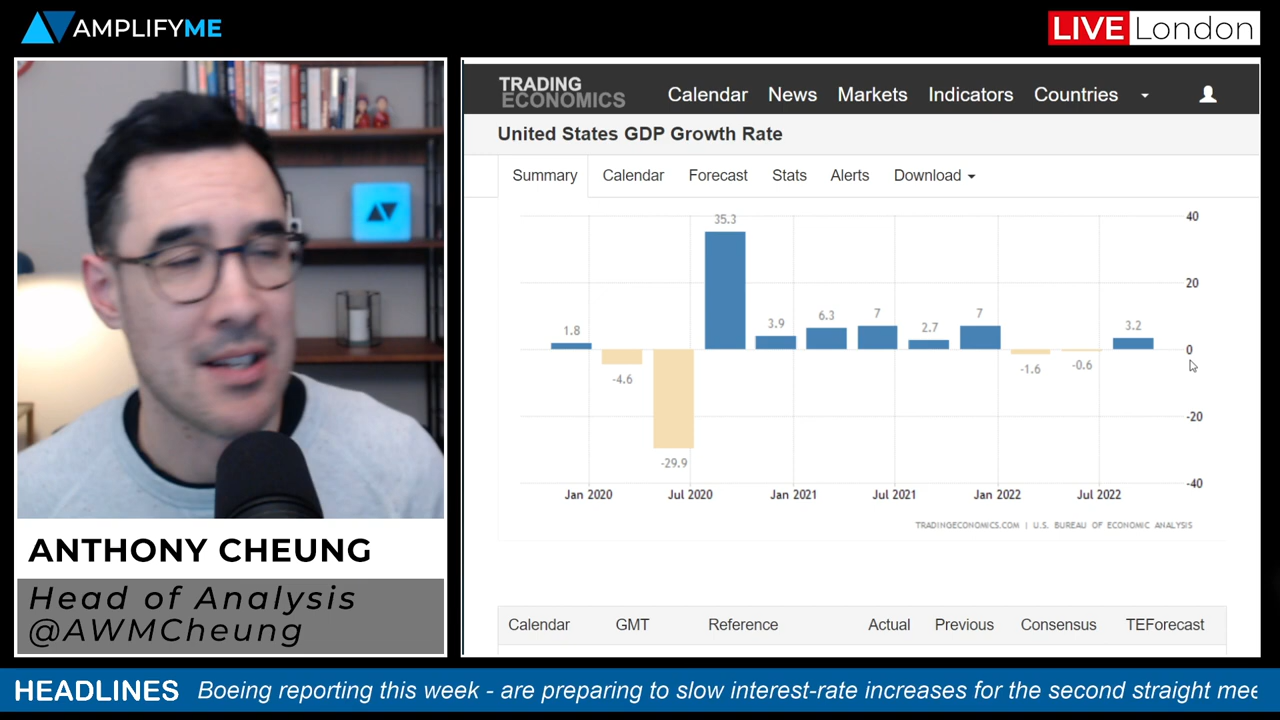 AMPLIFYME
LIVE London
TRADING
ECONOMICS
Calendar News Markets Indicators Countries
United States GDP Growth Rate
Summary Calendar Forecast Stats Alerts Download
35.3
40
20
1.8
3.9
6.3
7
2.7
7
3.2
0
-4.6
-1.6
-0.6
-20
-29.9
-40
Jan 2020 Jul 2020 Jan 2021 Jul 2021 Jan 2022 Jul 2022
TRADINGECONOMICS.COM | U.S. BUREAU OF ECONOMIC ANALYSIS
Calendar GMT Reference Actual Previous Consensus TEForecast
ANTHONY CHEUNG
Head of Analysis
@AWMCheung
HEADLINES Boeing reporting this week - are preparing to slow interest-rate increases for the second straight mee